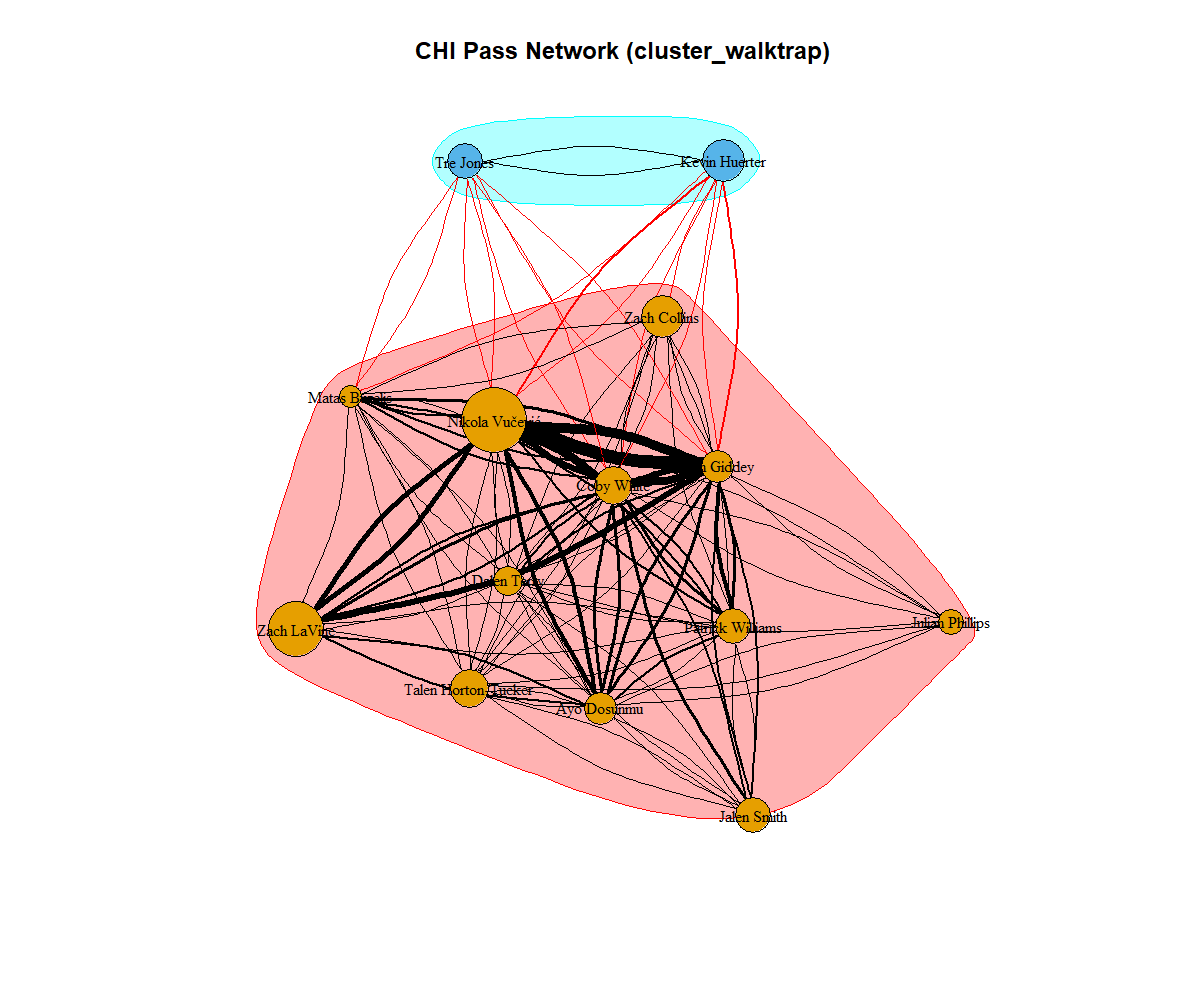 CHI Pass Network (cluster_walktrap)
Tre Jones
Kevin Huerter
Zach Collins
Matas Buzelis
Nikola Vučević
Giddey
Coby White
Dalen Terry
Zach LaVine
Patrick Williams
Julian Phillips
Talen Horton-Tucker
Ayo Dosunmu
Jalen Smith